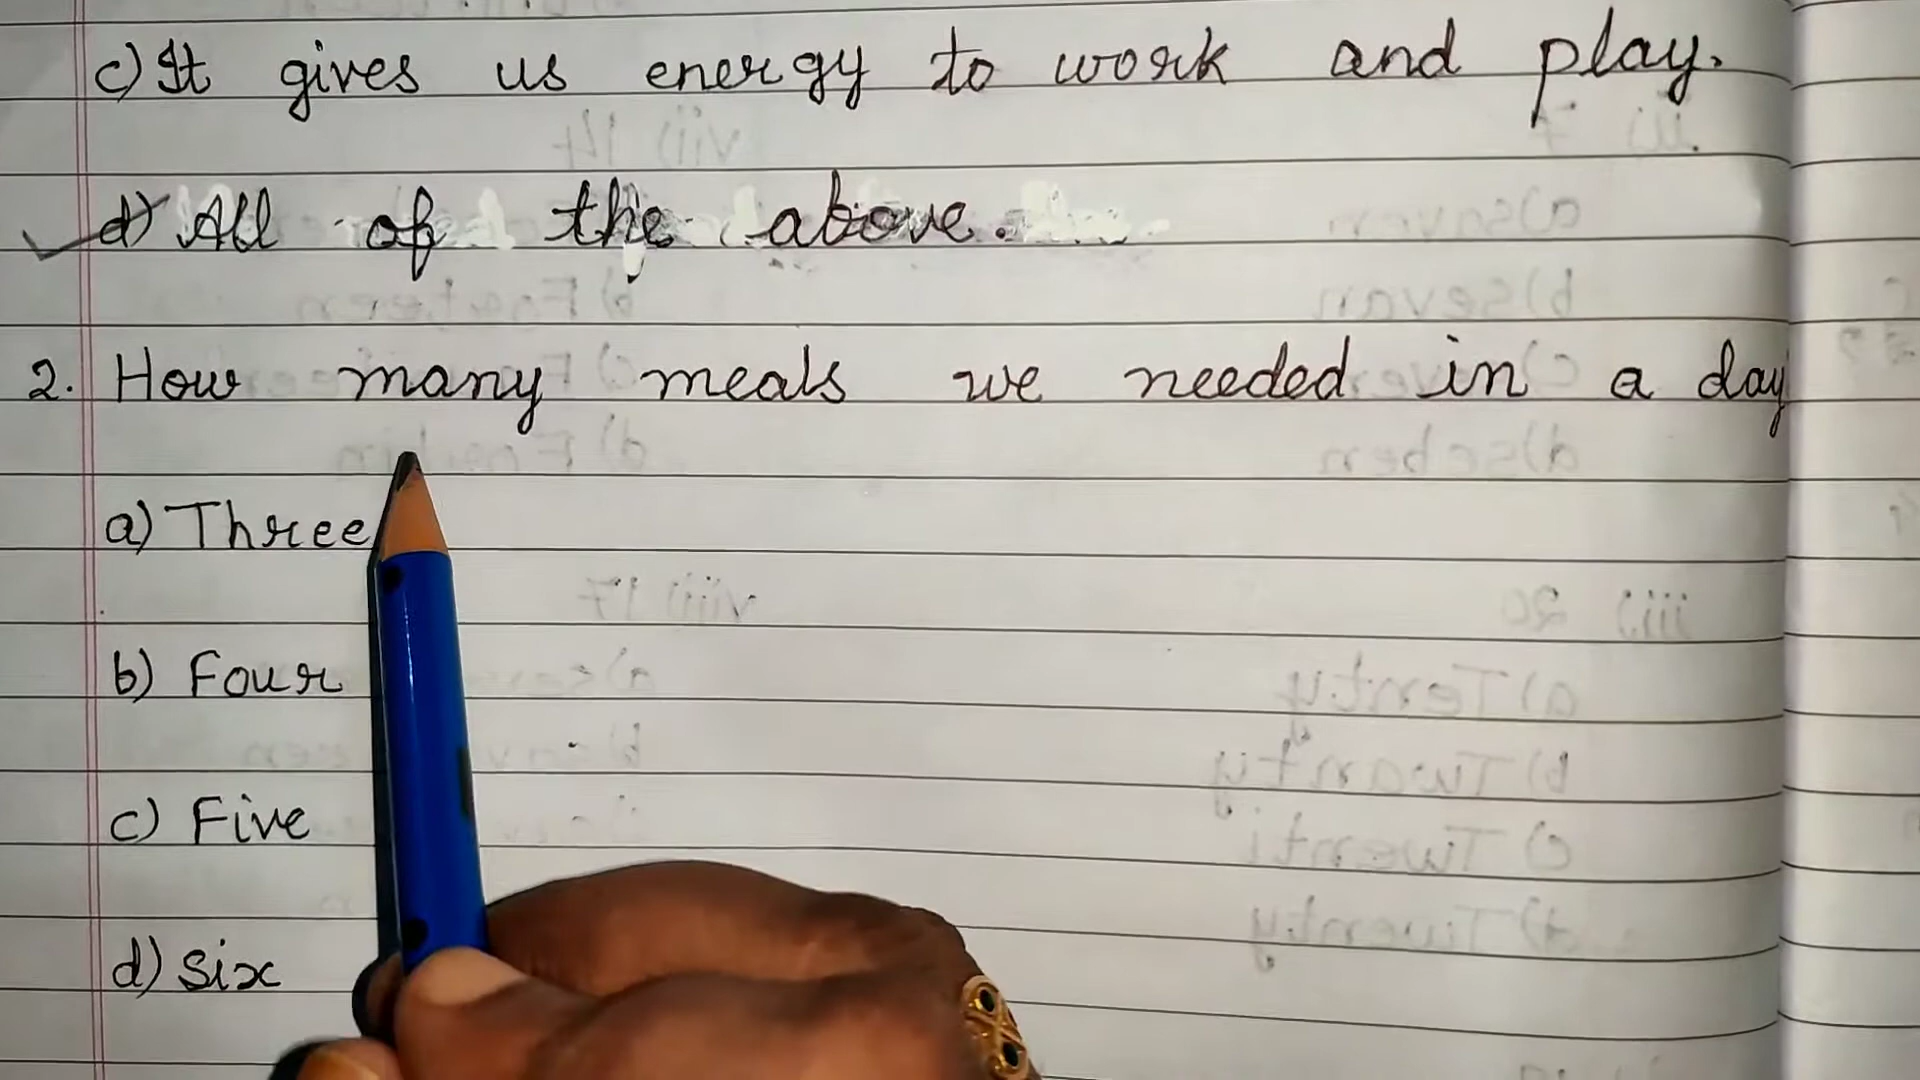 c) It gives us energy to work and play.
d) All of the above.
2. How many meals we needed in a day
a) Three
b) Four
c) Five
d) six